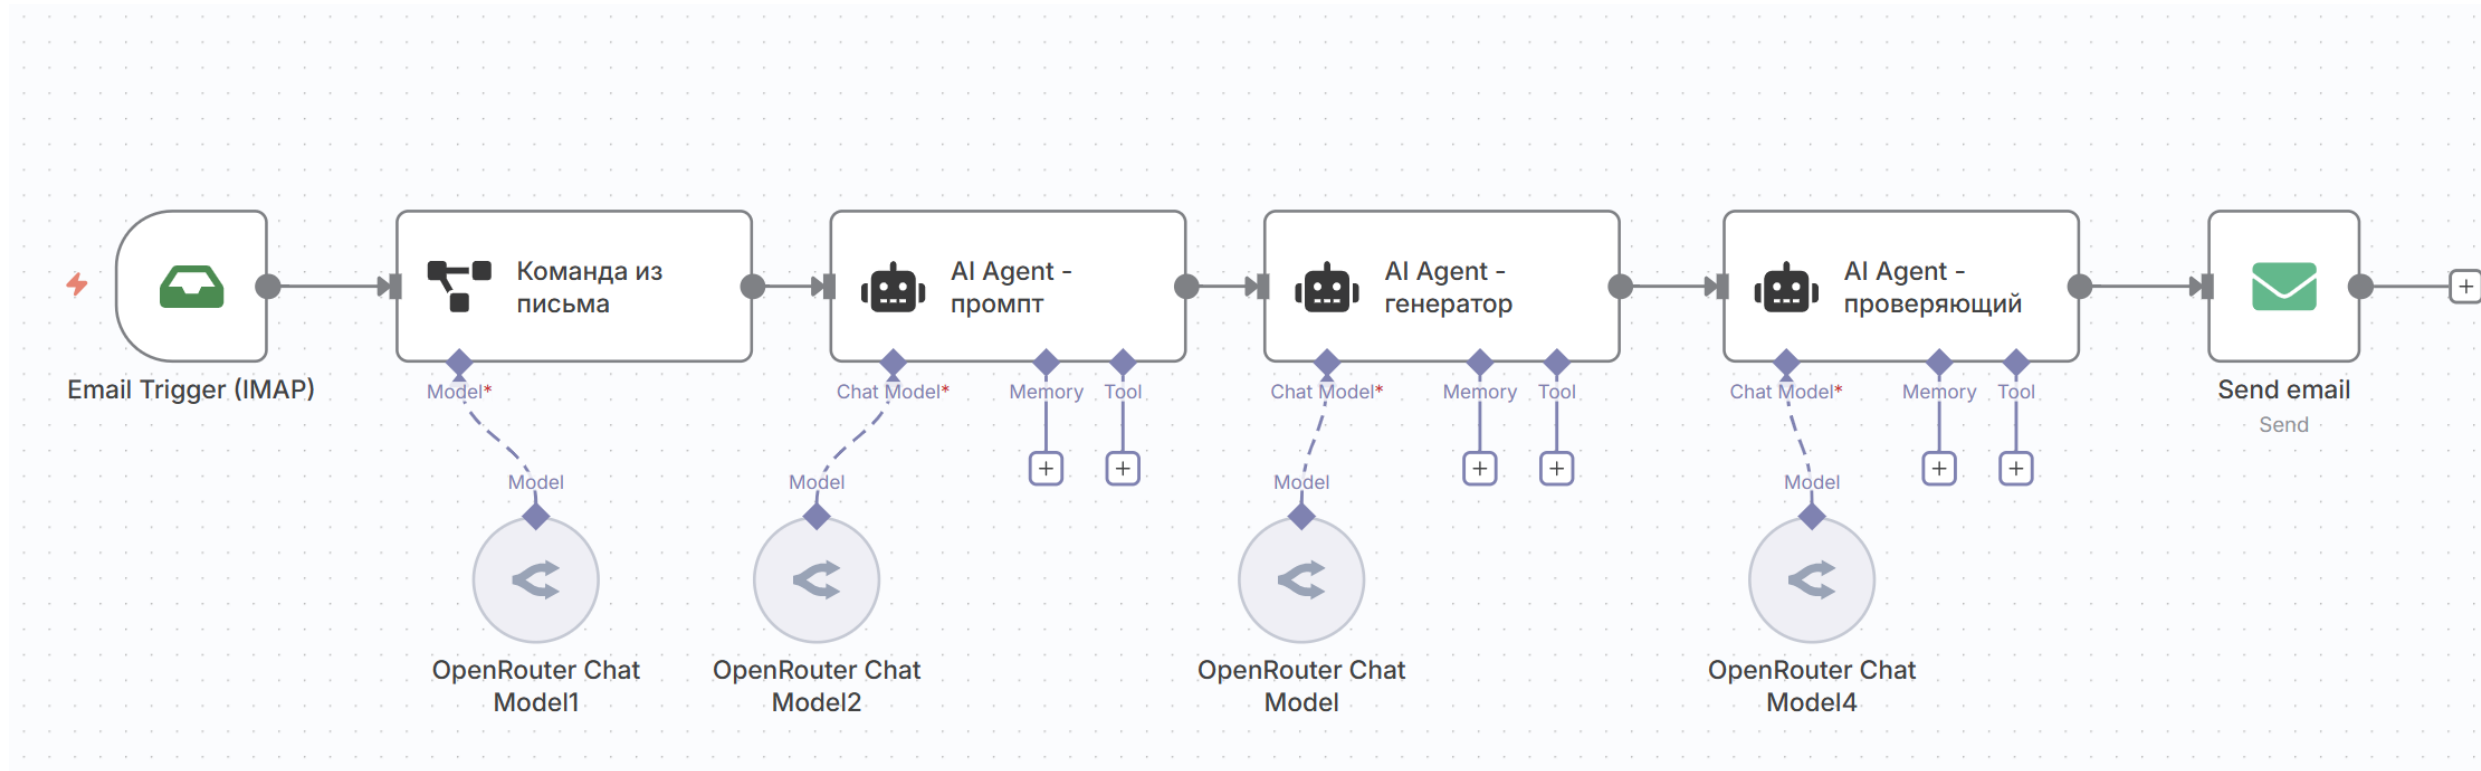 Команда из
письма
AI Agent -
промпт
AI Agent -
генератор
AI Agent -
проверяющий
Email Trigger (IMAP)
Model*
Chat Model*
Memory
Tool
Chat Model*
Memory
Tool
Chat Model*
Memory
Tool
Send email
Send
Model
Model
Model
Model
OpenRouter Chat
Model1
OpenRouter Chat
Model2
OpenRouter Chat
Model
OpenRouter Chat
Model4